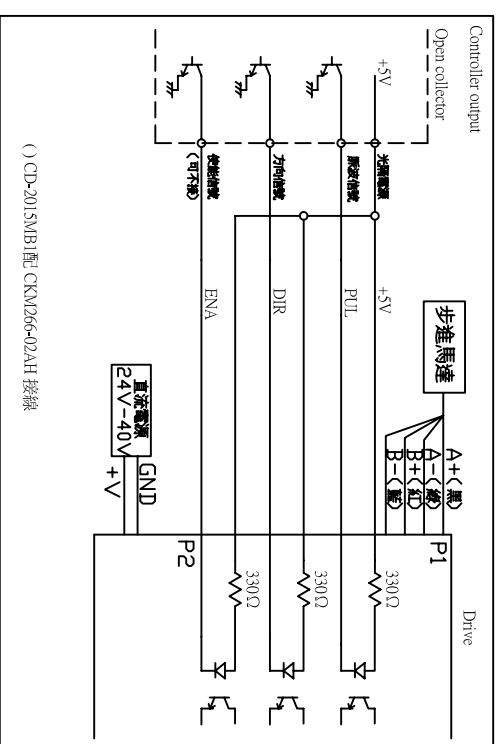 Controller output
Open collector
+5V
光隔電源
脈波信號
方向信號
使能信號
(可不接)
+5V
PUL
DIR
ENA
步進馬達
A+(黑)
A-(綠)
B+(紅)
B-(藍)
直流電源
24V-40V
GND
+V
P1
P2
Drive
330Ω
330Ω
330Ω
( ) CD-2015MB1配 CKM266-02AH 接線